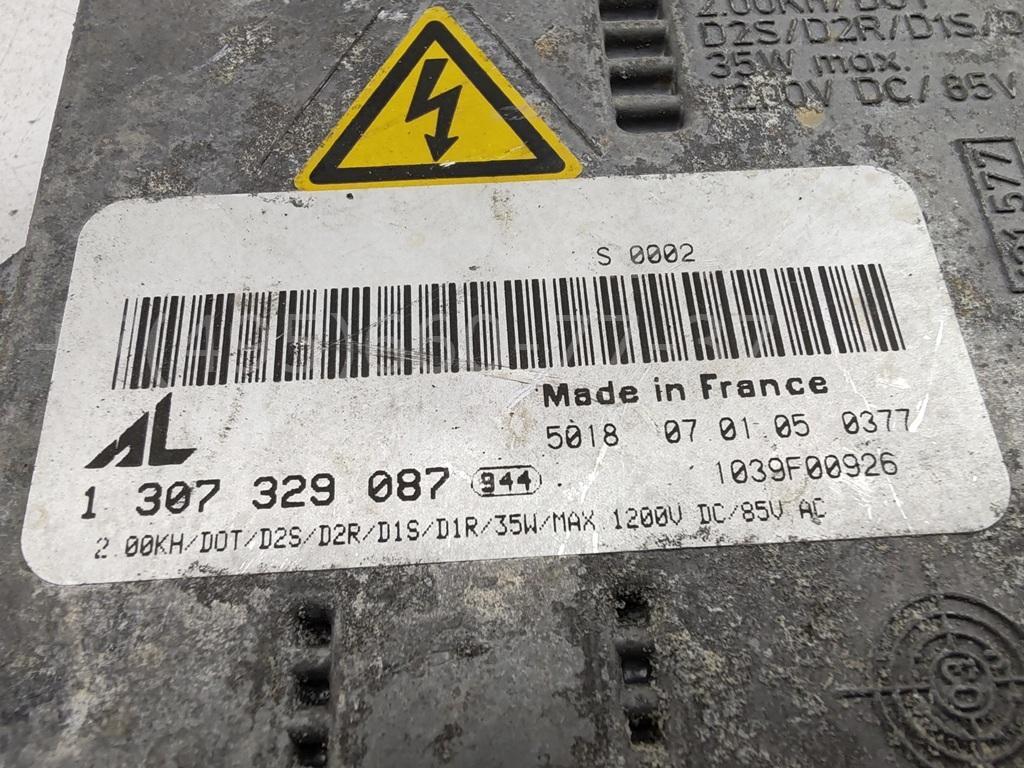 2.00KH/DOT
D2S/D2R/D1S/D
35W max.
1200V DC/85V
S 0002
Made in France
AL
5018 07 01 05 0377
1 307 329 087 944
1039F00926
2.00KH/DOT/D2S/D2R/D1S/D1R/35W/MAX 1200V DC/85V AC
03